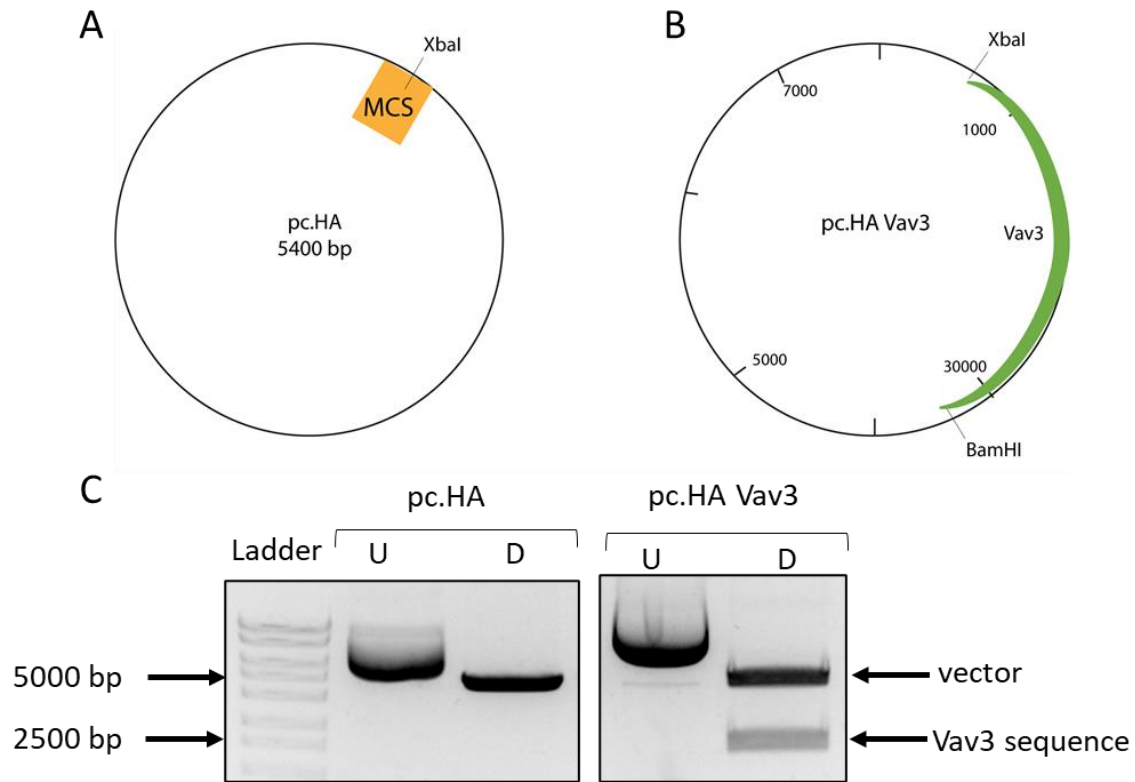 A
XbaI
MCS
pc.HA
5400 bp
B
XbaI
7000
1000
pc.HA Vav3
Vav3
5000
30000
BamHI
C
pc.HA
pc.HA Vav3
Ladder
U
D
U
D
5000 bp
vector
2500 bp
Vav3 sequence